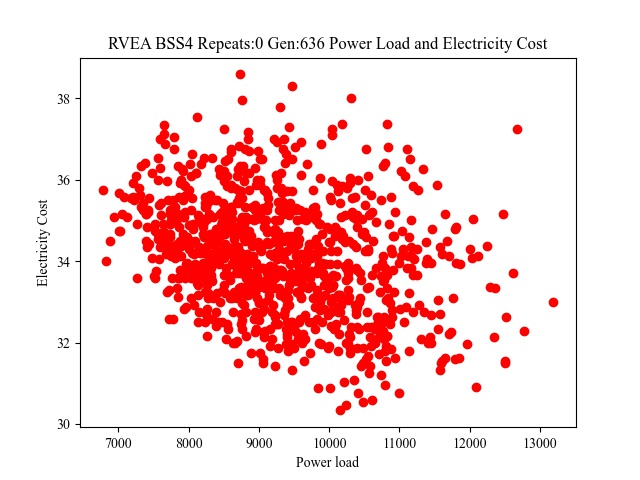 RVEA BSS4 Repeats:0 Gen:636 Power Load and Electricity Cost
38
36
34
32
30
Electricity Cost
7000 8000 9000 10000 11000 12000 13000
Power load